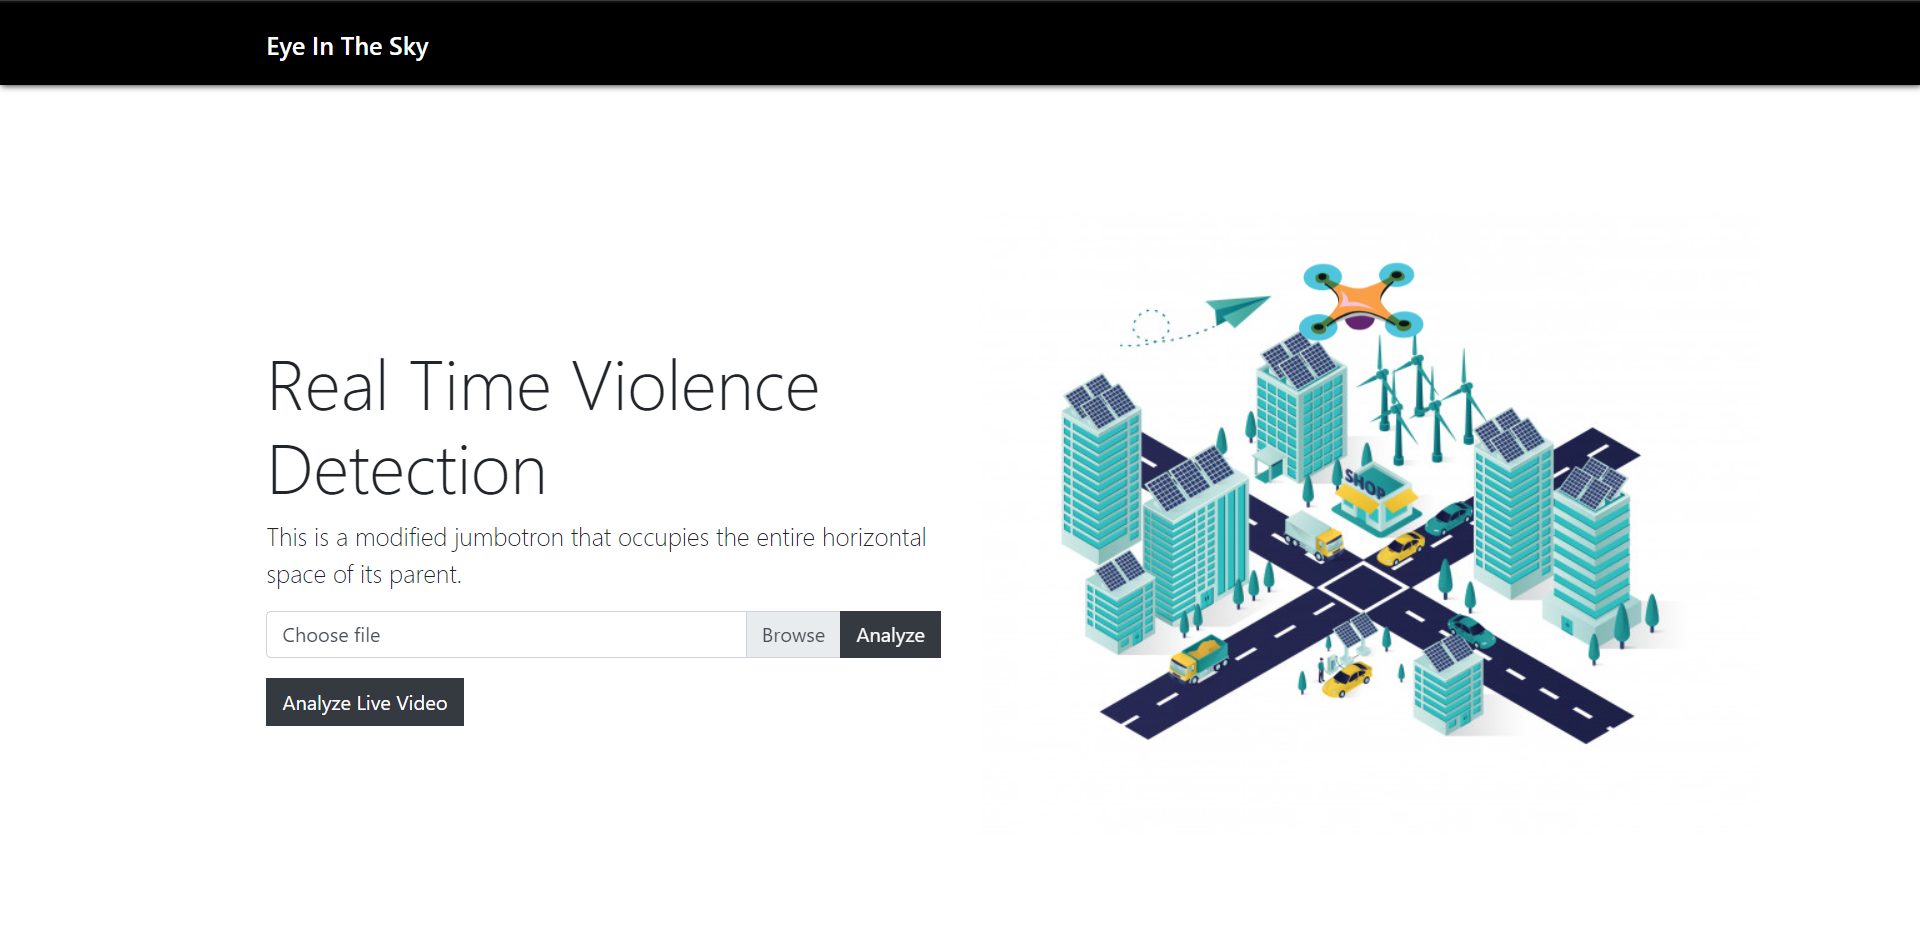 Eye In The Sky
Real Time Violence
Detection
This is a modified jumbotron that occupies the entire horizontal
space of its parent.
Choose file
Browse
Analyze
Analyze Live Video
SHOP